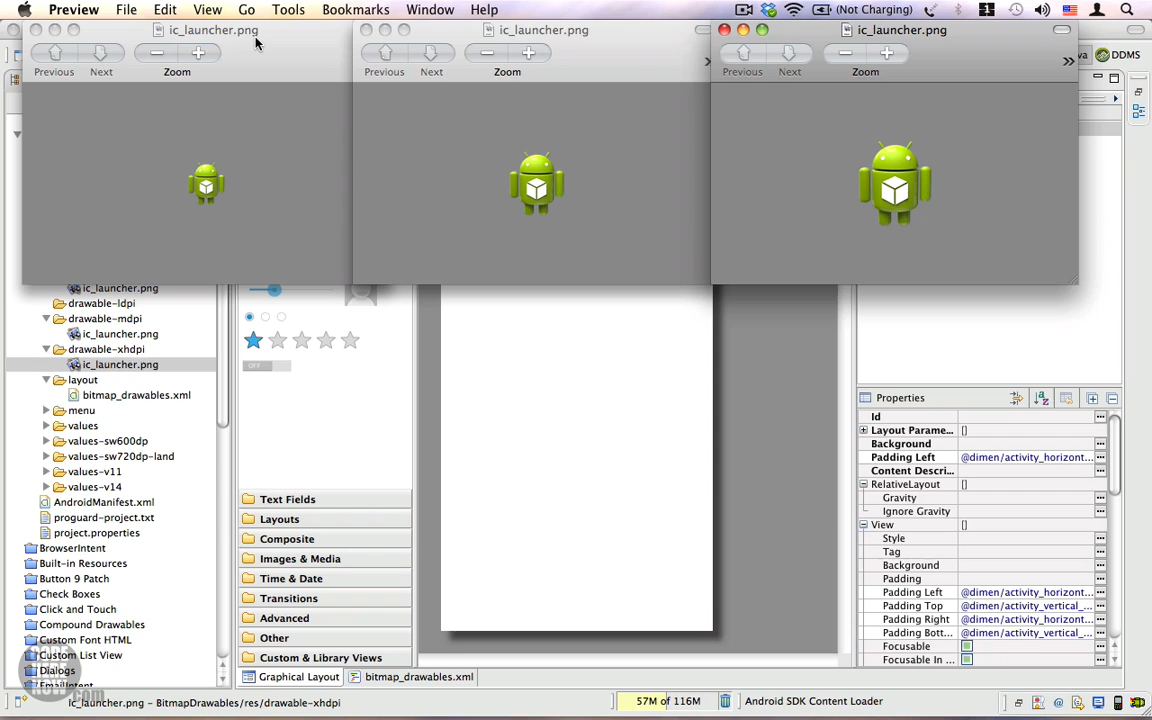 Preview File Edit View Go Tools Bookmarks Window Help (Not Charging)
ic_launcher.png ic_launcher.png ic_launcher.png
Previous Next Zoom Previous Next Zoom » Previous Next Zoom »
DDMS
ic_launcher.png
drawable-ldpi
drawable-mdpi
ic_launcher.png
drawable-xhdpi
ic_launcher.png
layout
bitmap_drawables.xml
menu
values
values-sw600dp
values-sw720dp-land
values-v11
values-v14
AndroidManifest.xml
proguard-project.txt
project.properties
BrowserIntent
Built-in Resources
Button 9 Patch
Check Boxes
Click and Touch
Compound Drawables
Custom Font HTML
Custom List View
Dialogs
OFF
Text Fields
Layouts
Composite
Images & Media
Time & Date
Transitions
Advanced
Other
Custom & Library Views
Graphical Layout bitmap_drawables.xml
Properties
Id
Layout Parame... []
Background
Padding Left @dimen/activity_horizont...
Content Descri...
RelativeLayout []
Gravity
Ignore Gravity
View []
Style
Tag
Background
Padding
Padding Left @dimen/activity_horizont...
Padding Top @dimen/activity_vertical_...
Padding Right @dimen/activity_horizont...
Padding Bott... @dimen/activity_vertical_...
Focusable
Focusable In ...
ic_launcher.png - BitmapDrawables/res/drawable-xhdpi 57M of 116M Android SDK Content Loader